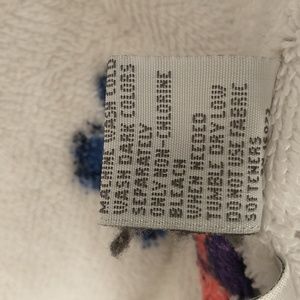 MACHINE WASH COLD
WASH DARK COLORS
SEPARATELY
ONLY NON-CHLORINE
BLEACH
WHEN NEEDED
TUMBLE DRY LOW
DO NOT USE FABRIC
SOFTENERS